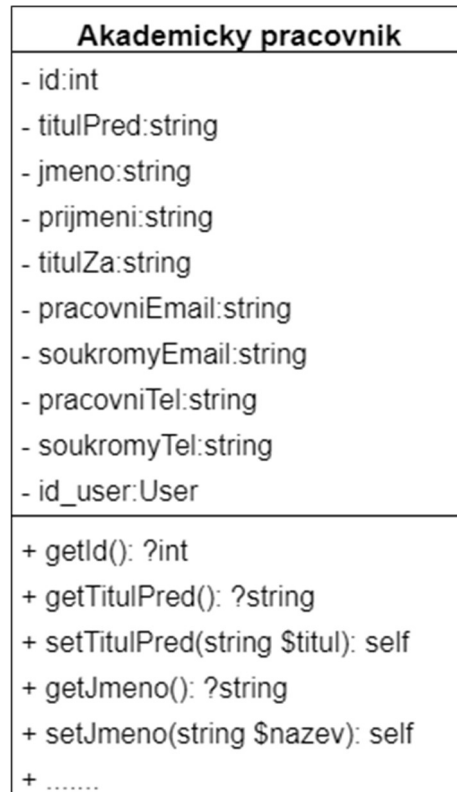 Akademicky pracovnik
- id:int
- titulPred:string
- jmeno:string
- prijmeni:string
- titulZa:string
- pracovniEmail:string
- soukromyEmail:string
- pracovniTel:string
- soukromyTel:string
- id_user:User
+ getId(): ?int
+ getTitulPred(): ?string
+ setTitulPred(string $titul): self
+ getJmeno(): ?string
+ setJmeno(string $nazev): self
+ .......